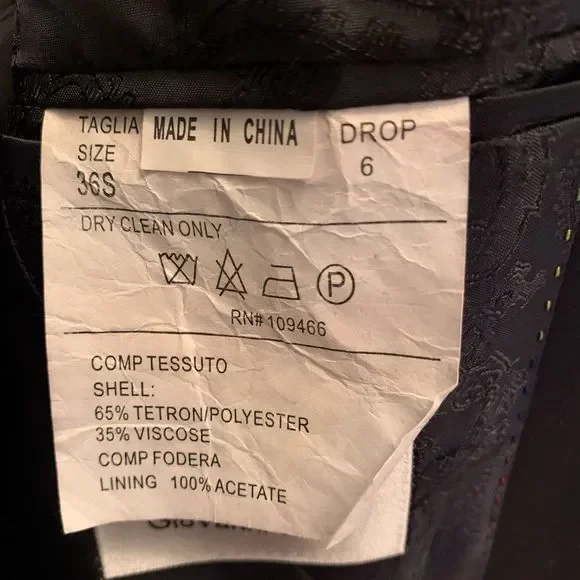 TAGLIA MADE IN CHINA DROP
SIZE 6
36S
DRY CLEAN ONLY
P
RN# 109466
COMP TESSUTO
SHELL:
65% TETRON/POLYESTER
35% VISCOSE
COMP FODERA
LINING 100% ACETATE